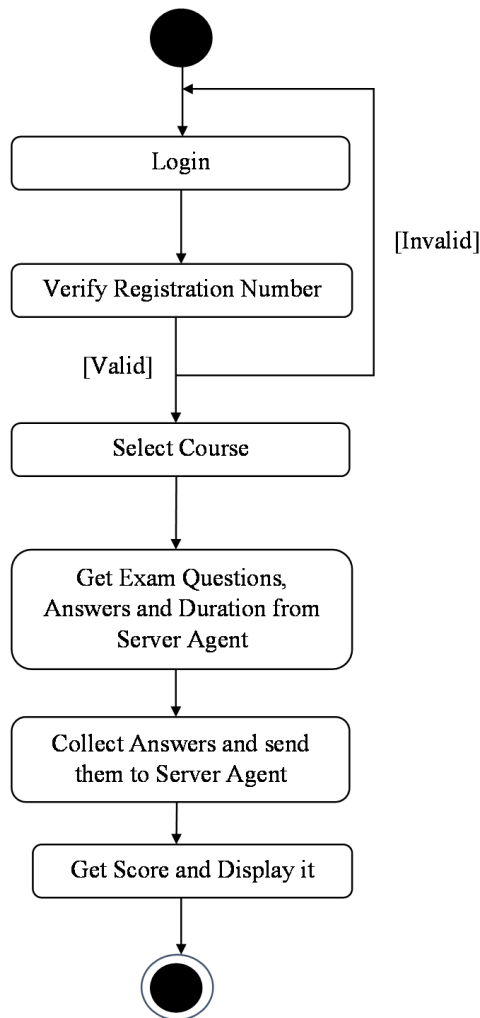 Login
[Invalid]
Verify Registration Number
[Valid]
Select Course
Get Exam Questions,
Answers and Duration from
Server Agent
Collect Answers and send
them to Server Agent
Get Score and Display it